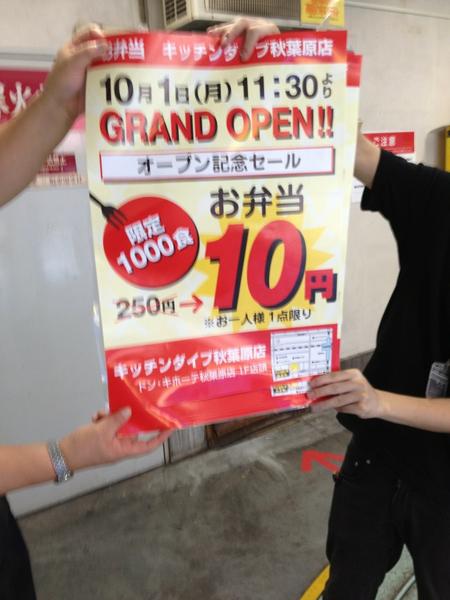 お弁当 キッチンダイブ秋葉原店
10月1日(月)11:30より
GRAND OPEN!!
オープン記念セール
限定
1000食
お弁当
10円
250円→
※お一人様1点限り
キッチンダイブ秋葉原店
ドン・キホーテ秋葉原店 1F店頭
ご注意